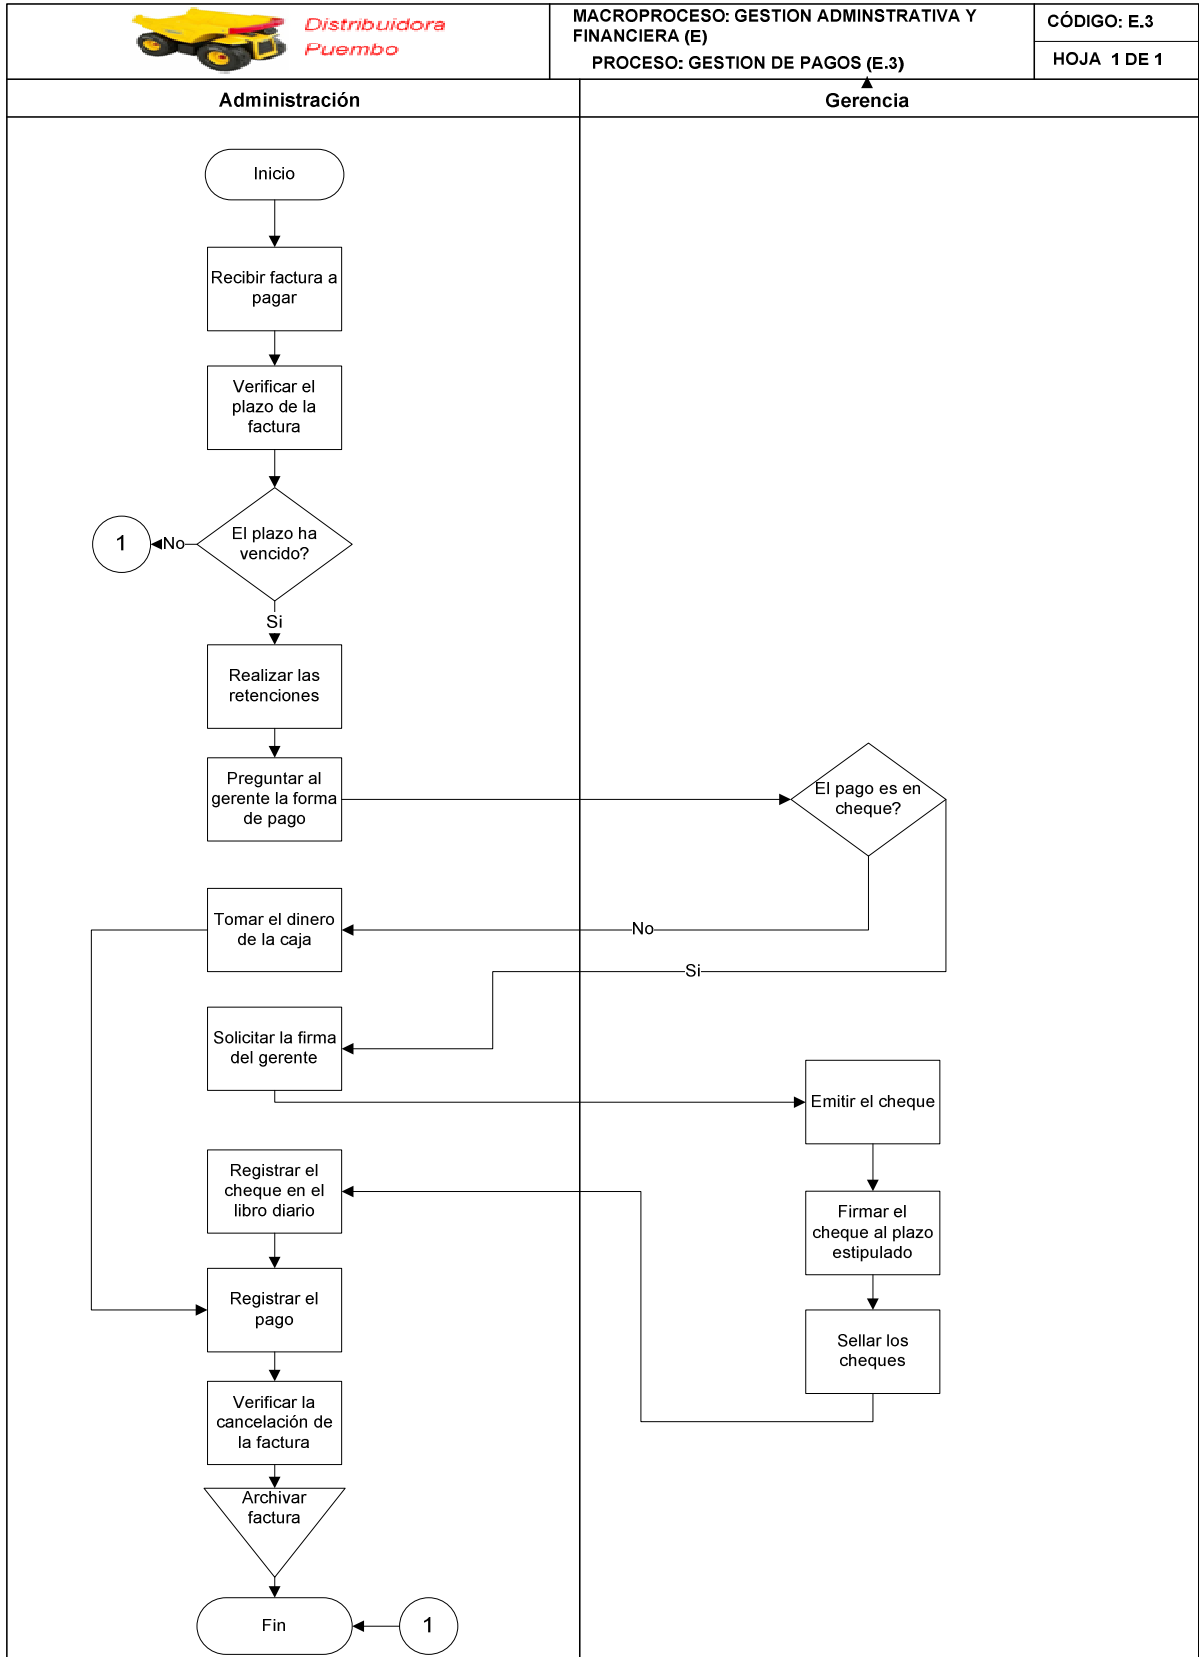 Distribuidora
Puembo
MACROPROCESO: GESTION ADMINSTRATIVA Y
FINANCIERA (E)
PROCESO: GESTION DE PAGOS (E.3)
CÓDIGO: E.3
HOJA 1 DE 1
Administración
Gerencia
Inicio
Recibir factura a
pagar
Verificar el
plazo de la
factura
El plazo ha
vencido?
No
1
Si
Realizar las
retenciones
Preguntar al
gerente la forma
de pago
El pago es en
cheque?
Tomar el dinero
de la caja
No
Si
Solicitar la firma
del gerente
Emitir el cheque
Registrar el
cheque en el
libro diario
Firmar el
cheque al plazo
estipulado
Registrar el
pago
Sellar los
cheques
Verificar la
cancelación de
la factura
Archivar
factura
Fin
1